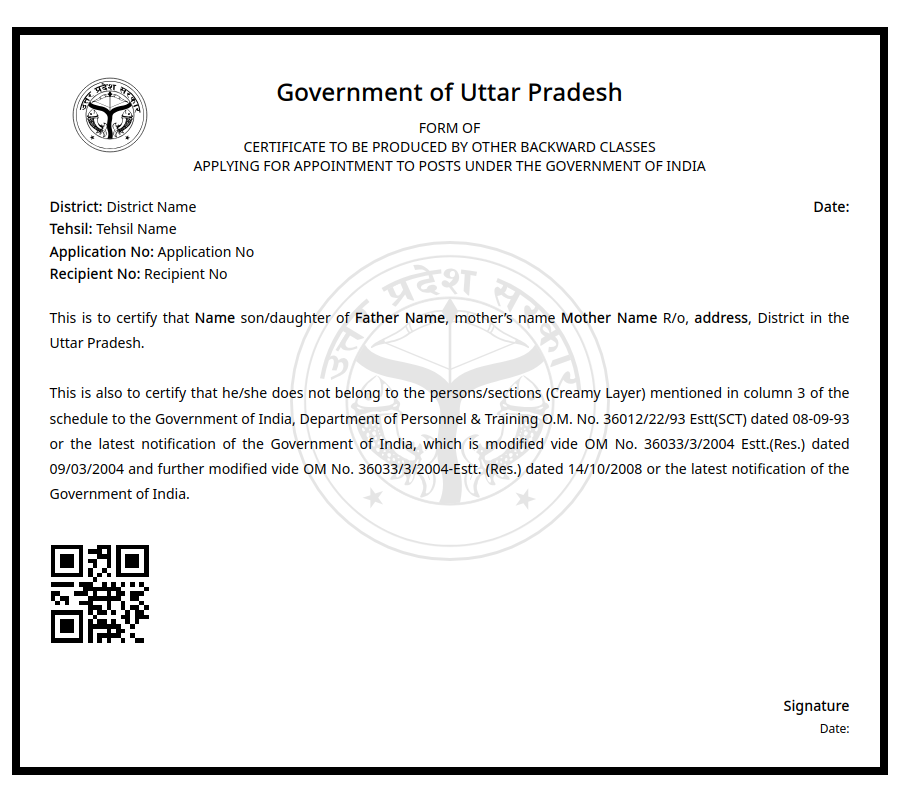 उत्तर प्रदेश सरकार
Government of Uttar Pradesh
FORM OF
CERTIFICATE TO BE PRODUCED BY OTHER BACKWARD CLASSES
APPLYING FOR APPOINTMENT TO POSTS UNDER THE GOVERNMENT OF INDIA
District: District Name
Date:
Tehsil: Tehsil Name
Application No: Application No
Recipient No: Recipient No
उत्तर प्रदेश सरकार
This is to certify that Name son/daughter of Father Name, mother's name Mother Name R/o, address, District in the
Uttar Pradesh.
This is also to certify that he/she does not belong to the persons/sections (Creamy Layer) mentioned in column 3 of the
schedule to the Government of India, Department of Personnel & Training O.M. No. 36012/22/93 Estt(SCT) dated 08-09-93
or the latest notification of the Government of India, which is modified vide OM No. 36033/3/2004 Estt.(Res.) dated
09/03/2004 and further modified vide OM No. 36033/3/2004-Estt. (Res.) dated 14/10/2008 or the latest notification of the
Government of India.
Signature
Date: